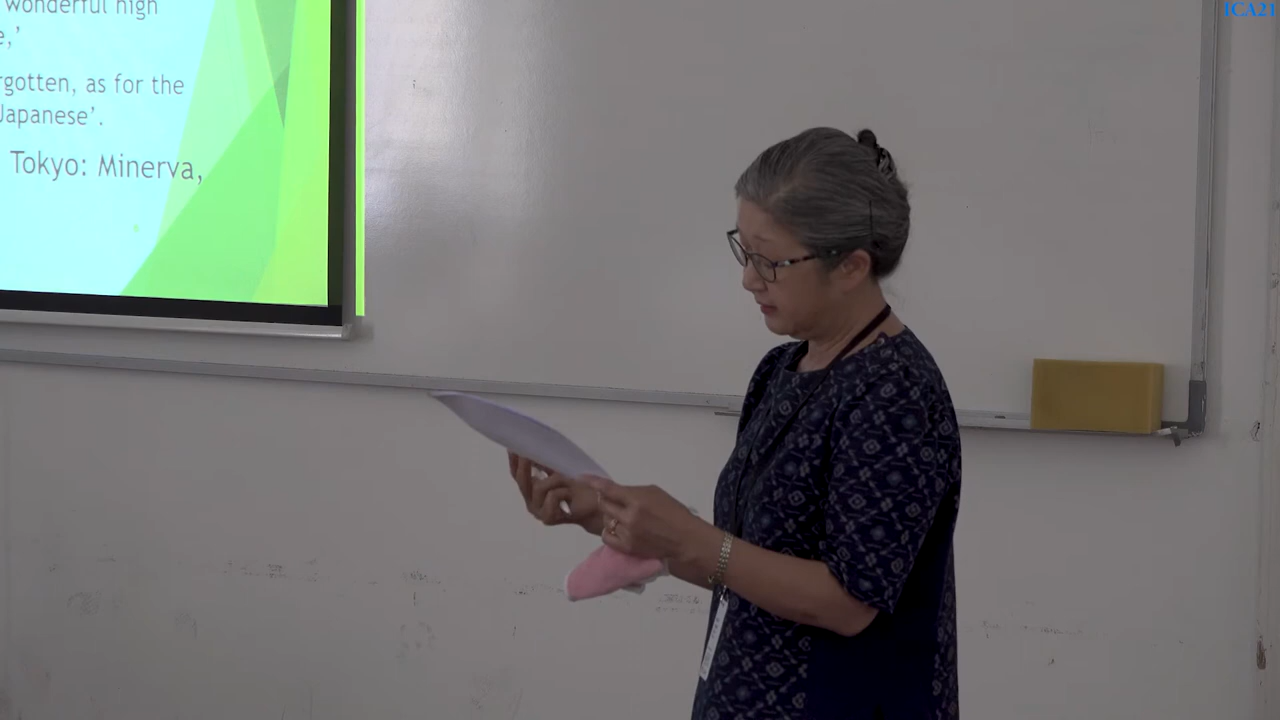 wonderful high
e,’
rgotten, as for the
Japanese’.
Tokyo: Minerva,
ICA21